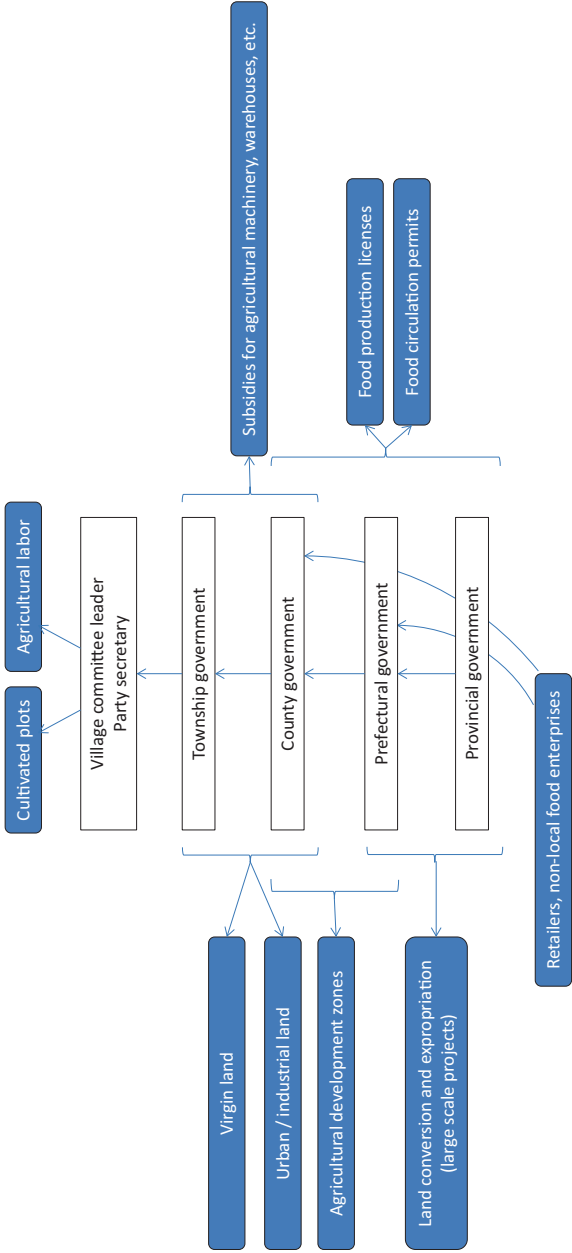 Cultivated plots
Agricultural labor
Village committee leader
Party secretary
Township government
County government
Prefectural government
Provincial government
Virgin land
Urban / industrial land
Agricultural development zones
Land conversion and expropriation
(large scale projects)
Subsidies for agricultural machinery, warehouses, etc.
Food production licenses
Food circulation permits
Retailers, non-local food enterprises